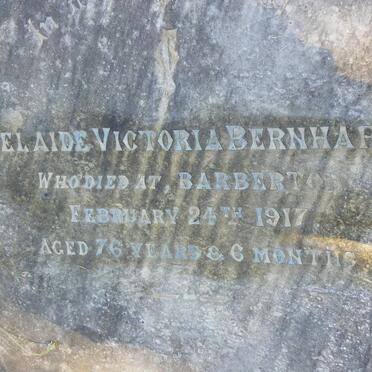 ELAIDE VICTORIA BERNHAR
WHO DIED AT, BARBERTO
FEBRUARY 24TH 1917
AGED 76 YEARS & 6 MONTHS